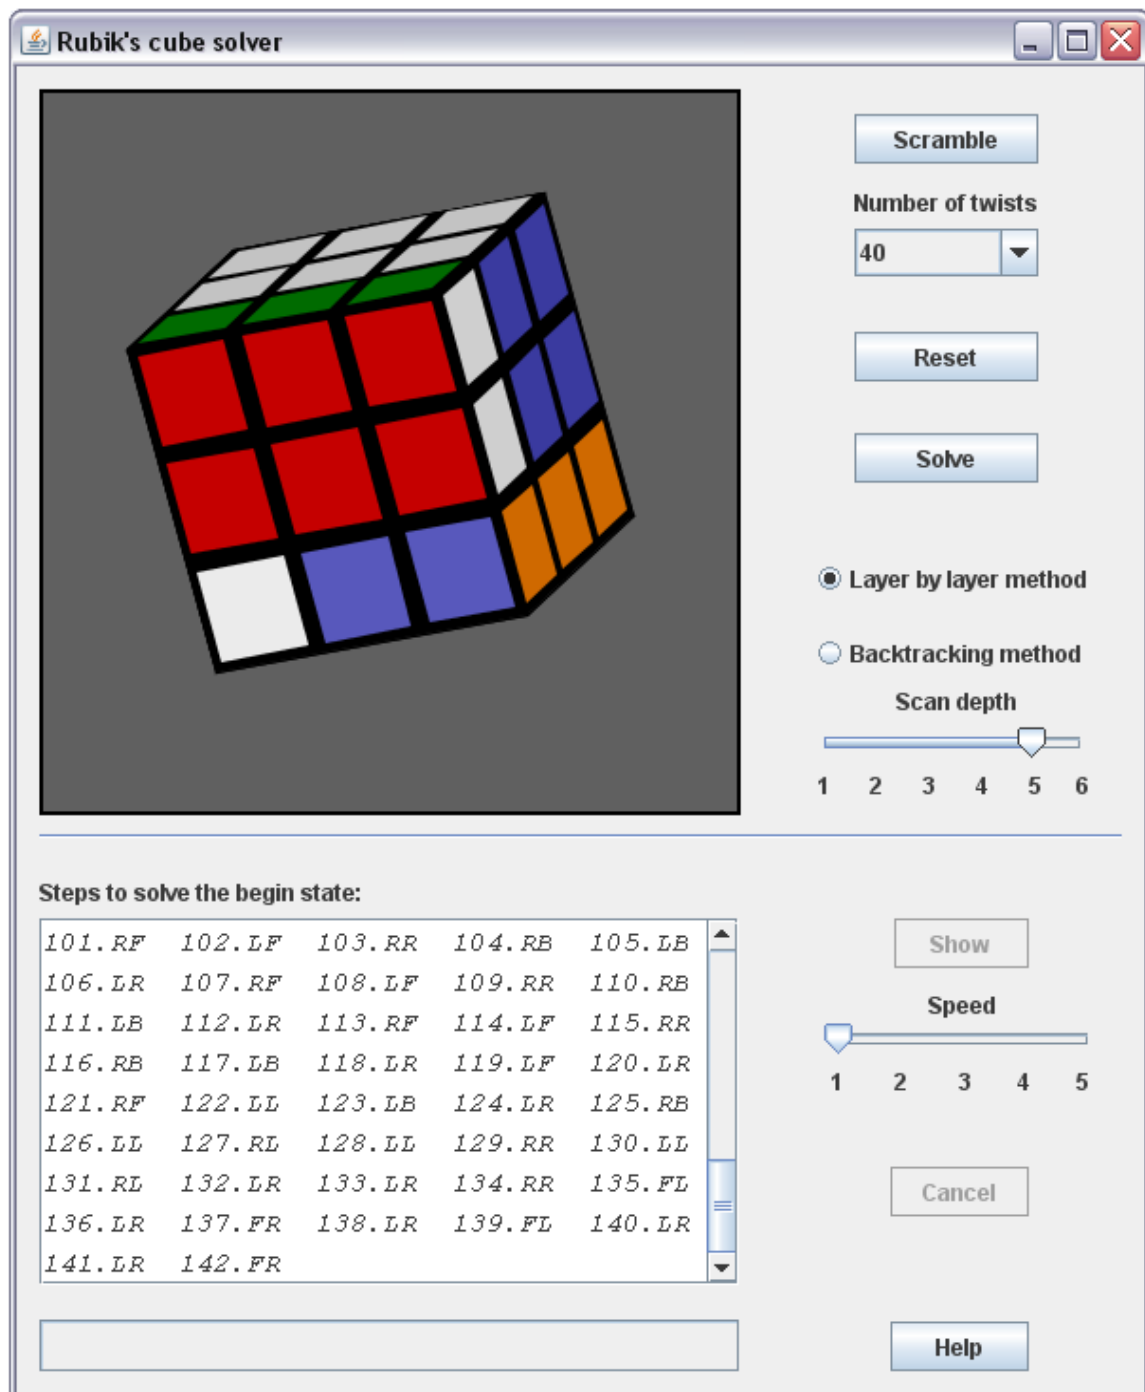 Rubik's cube solver
Scramble
Number of twists
40
Reset
Solve
Layer by layer method
Backtracking method
Scan depth
1 2 3 4 5 6
Steps to solve the begin state:
101.RF 102.LF 103.RR 104.RB 105.LB
106.LR 107.RF 108.LF 109.RR 110.RB
111.LB 112.LR 113.RF 114.LF 115.RR
116.RB 117.LB 118.LR 119.LF 120.LR
121.RF 122.LL 123.LB 124.LR 125.RB
126.LL 127.RL 128.LL 129.RR 130.LL
131.RL 132.LR 133.LR 134.RR 135.FL
136.LR 137.FR 138.LR 139.FL 140.LR
141.LR 142.FR
Show
Speed
1 2 3 4 5
Cancel
Help